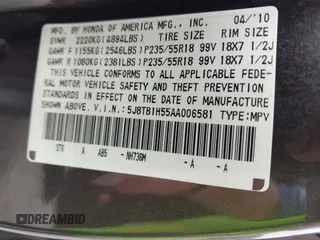 MFD. BY HONDA OF AMERICA MFG., INC. 04/'10
GVWR 2220KG(4894LBS) TIRE SIZE RIM SIZE
GAWR F 1155KG(2546LBS)P235/55R18 99V 18X7 1/2J
GAWR R1080KG(2381LBS)P235/55R18 99V 18X7 1/2J
THIS VEHICLE CONFORMS TO ALL APPLICABLE FEDE-
RAL MOTOR VEHICLE SAFETY AND THEFT PREVENTION
STANDARDS IN EFFECT ON THE DATE OF MANUFACTURE
SHOWN ABOVE. V.I.N.:5J8TB1H55AA006581 TYPE:MPV
STK A AB5 - NH736M
DREAMBID